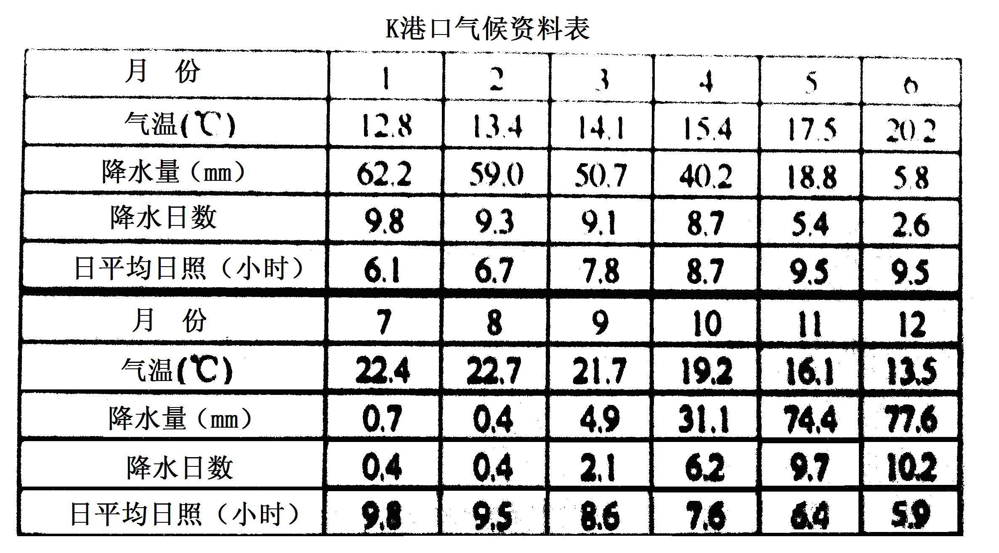 K港口气候资料表
月 份 1 2 3 4 5 6
气温(℃) 12.8 13.4 14.1 15.4 17.5 20.2
降水量(mm) 62.2 59.0 50.7 40.2 18.8 5.8
降水日数 9.8 9.3 9.1 8.7 5.4 2.6
日平均日照(小时) 6.1 6.7 7.8 8.7 9.5 9.5
月 份 7 8 9 10 11 12
气温(℃) 22.4 22.7 21.7 19.2 16.1 13.5
降水量(mm) 0.7 0.4 4.9 31.1 74.4 77.6
降水日数 0.4 0.4 2.1 6.2 9.7 10.2
日平均日照(小时) 9.8 9.5 8.6 7.6 6.4 5.9